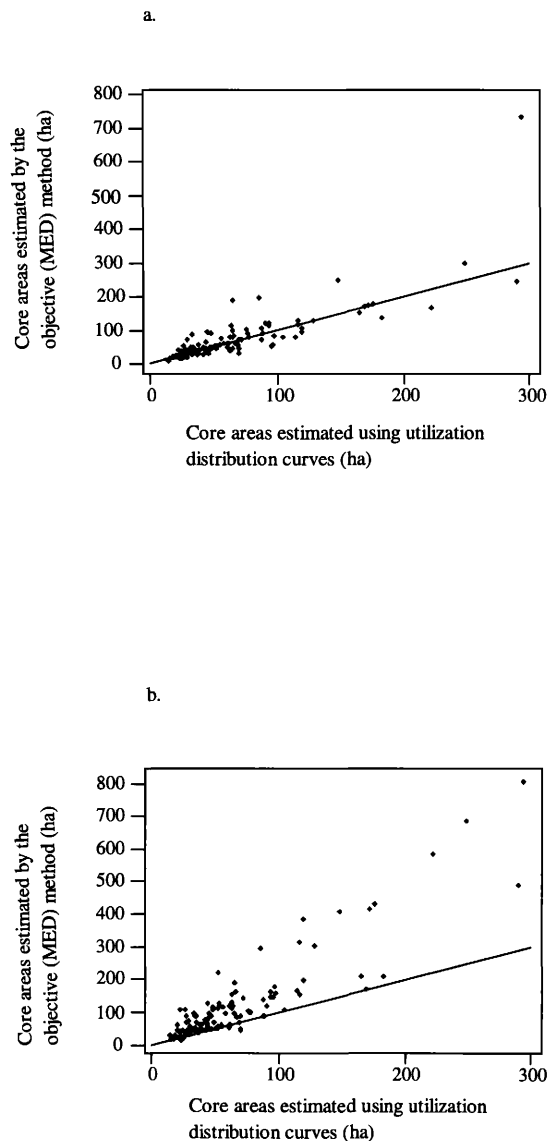 a.
Core areas estimated by the
objective (MED) method (ha)
800
700
600
500
400
300
200
100
0
0 100 200 300
Core areas estimated using utilization
distribution curves (ha)
b.
Core areas estimated by the
objective (MED) method (ha)
800
700
600
500
400
300
200
100
0
0 100 200 300
Core areas estimated using utilization
distribution curves (ha)